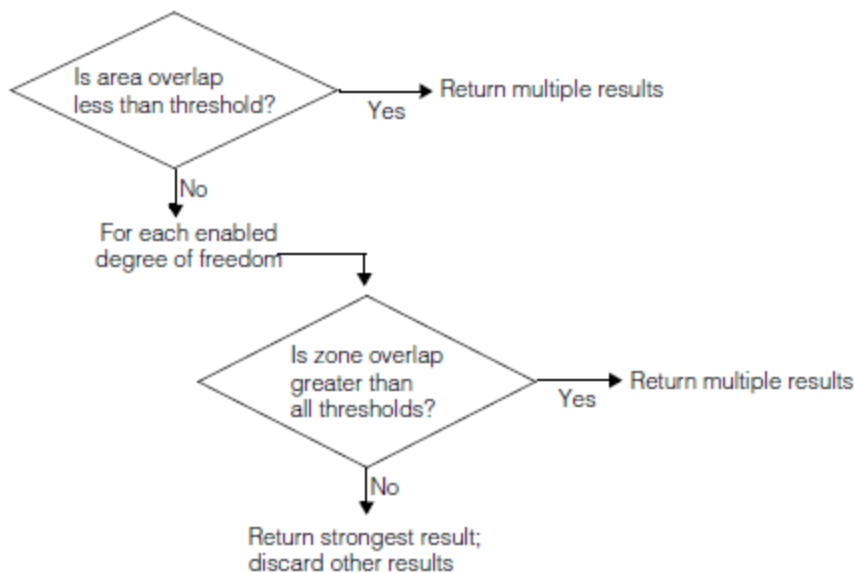 Is area overlap
less than threshold?
Yes
Return multiple results
No
For each enabled
degree of freedom
Is zone overlap
greater than
all thresholds?
Yes
Return multiple results
No
Return strongest result;
discard other results